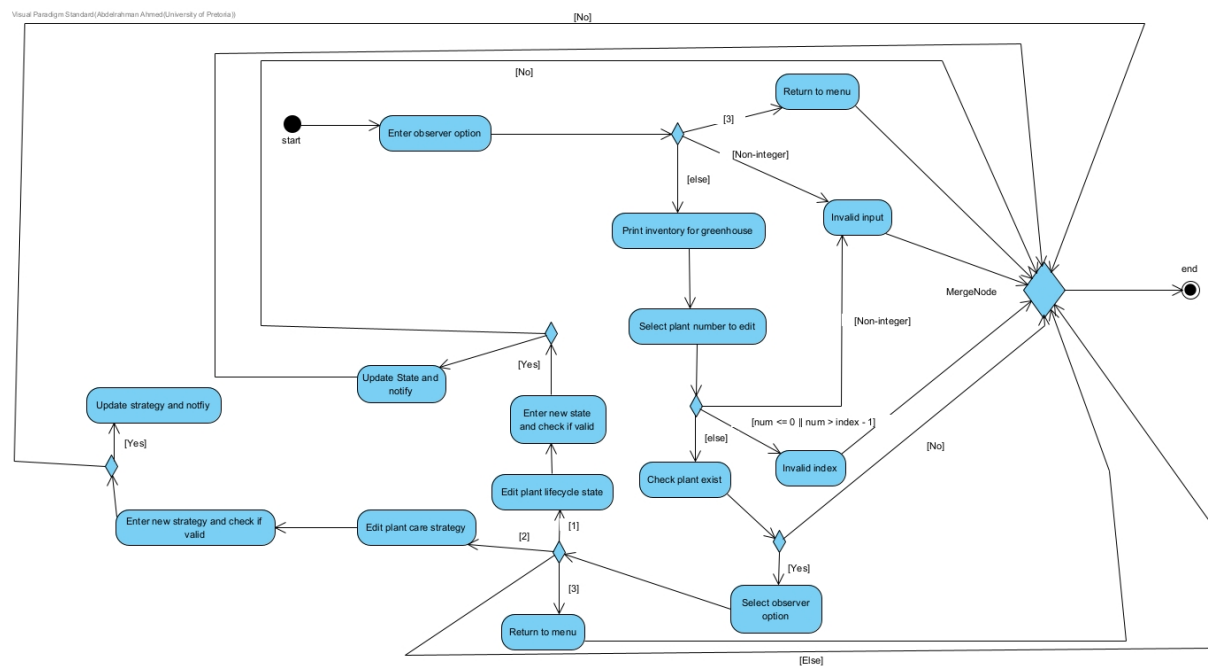 Visual Paradigm Standard(Abdelrahman Ahmed(University of Pretoria))
[No]
[No]
start
Enter observer option
[3]
Return to menu
[Non-integer]
[else]
Invalid input
Print inventory for greenhouse
end
MergeNode
Select plant number to edit
[Non-integer]
[Yes]
Update State and
notify
Update strategy and notfiy
[Yes]
Enter new state
and check if valid
[num <= 0 || num > index - 1]
[else]
[No]
Invalid index
Check plant exist
Edit plant lifecycle state
Enter new strategy and check if
valid
Edit plant care strategy
[2]
[1]
[Yes]
[3]
Select observer
option
Return to menu
[Else]